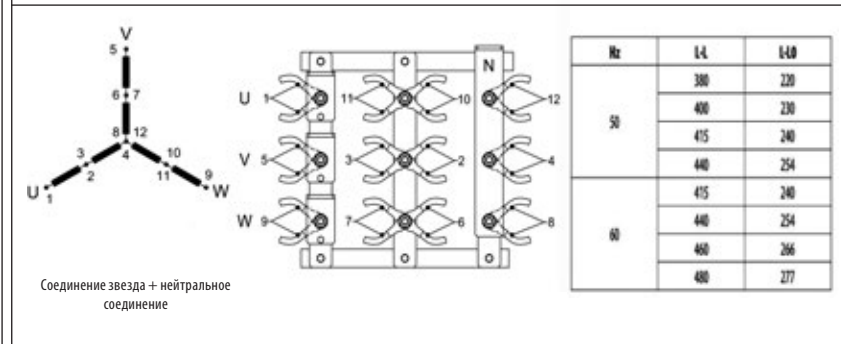 V
5
6 7
8 12
4
3
2
10
11
9
U
1
W
N
U 1 11 10 12
V 5 3 2 4
W 9 7 6 8
Соединение звезда + нейтральное
соединение
Hz L-L L-L0
50
380 220
400 230
415 240
440 254
60
415 240
440 254
460 266
480 277